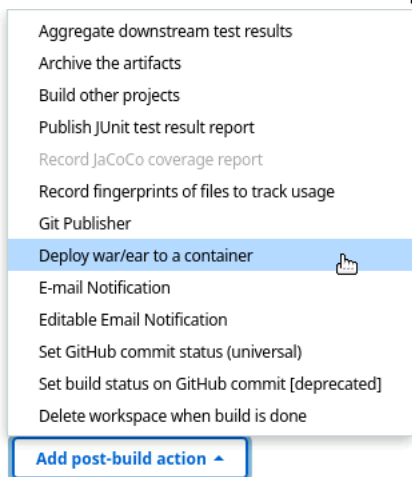 Aggregate downstream test results
Archive the artifacts
Build other projects
Publish JUnit test result report
Record JaCoCo coverage report
Record fingerprints of files to track usage
Git Publisher
Deploy war/ear to a container
E-mail Notification
Editable Email Notification
Set GitHub commit status (universal)
Set build status on GitHub commit [deprecated]
Delete workspace when build is done
Add post-build action